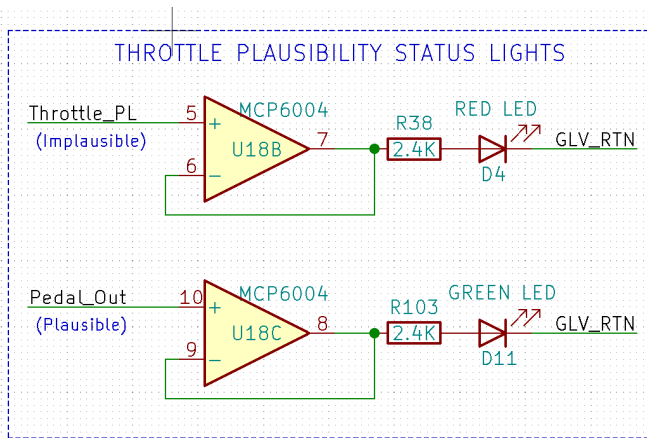 THROTTLE PLAUSIBILITY STATUS LIGHTS
Throttle_PL
(Implausible)
5
+
6
−
MCP6004
U18B
7
R38
2.4K
RED LED
D4
GLV_RTN
Pedal_Out
(Plausible)
10
+
9
−
MCP6004
U18C
8
R103
2.4K
GREEN LED
D11
GLV_RTN